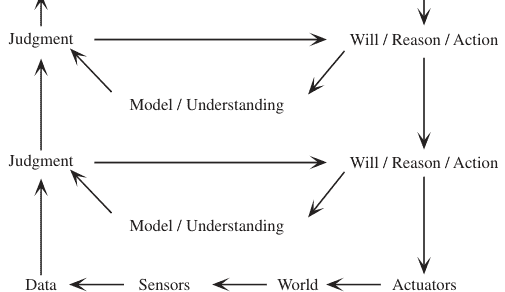 Judgment Will / Reason / Action
Model / Understanding
Judgment Will / Reason / Action
Model / Understanding
Data Sensors World Actuators